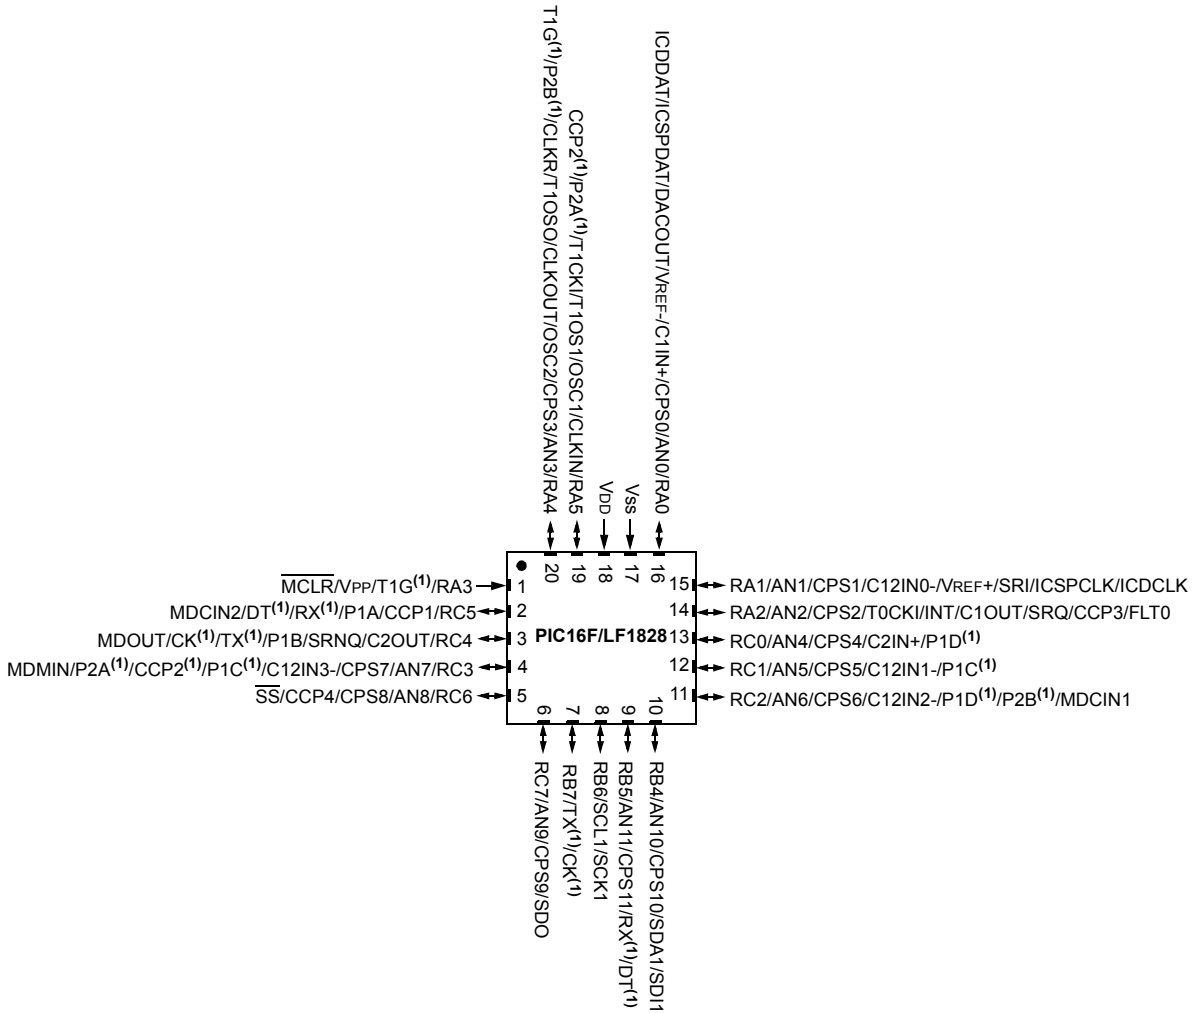 T1G(1)/P2B(1)/CLKR/T1OSO/CLKOUT/OSC2/CPS3/AN3/RA4
CCP2(1)/P2A(1)/T1CKI/T1OS1/OSC1/CLKIN/RA5
VDD
Vss
ICDDAT/ICSPDAT/DACOUT/VREF-/C1IN+/CPS0/AN0/RA0
20
19
18
17
16
MCLR/VPP/T1G(1)/RA3
1
MDCIN2/DT(1)/RX(1)/P1A/CCP1/RC5
2
MDOUT/CK(1)/TX(1)/P1B/SRNQ/C2OUT/RC4
3
MDMIN/P2A(1)/CCP2(1)/P1C(1)/C12IN3-/CPS7/AN7/RC3
4
SS/CCP4/CPS8/AN8/RC6
5
PIC16F/LF1828
15
RA1/AN1/CPS1/C12IN0-/VREF+/SRI/ICSPCLK/ICDCLK
14
RA2/AN2/CPS2/T0CKI/INT/C1OUT/SRQ/CCP3/FLT0
13
RC0/AN4/CPS4/C2IN+/P1D(1)
12
RC1/AN5/CPS5/C12IN1-/P1C(1)
11
RC2/AN6/CPS6/C12IN2-/P1D(1)/P2B(1)/MDCIN1
6
7
8
9
10
RC7/AN9/CPS9/SDO
RB7/TX(1)/CK(1)
RB6/SCL1/SCK1
RB5/AN11/CPS11/RX(1)/DT(1)
RB4/AN10/CPS10/SDA1/SDI1